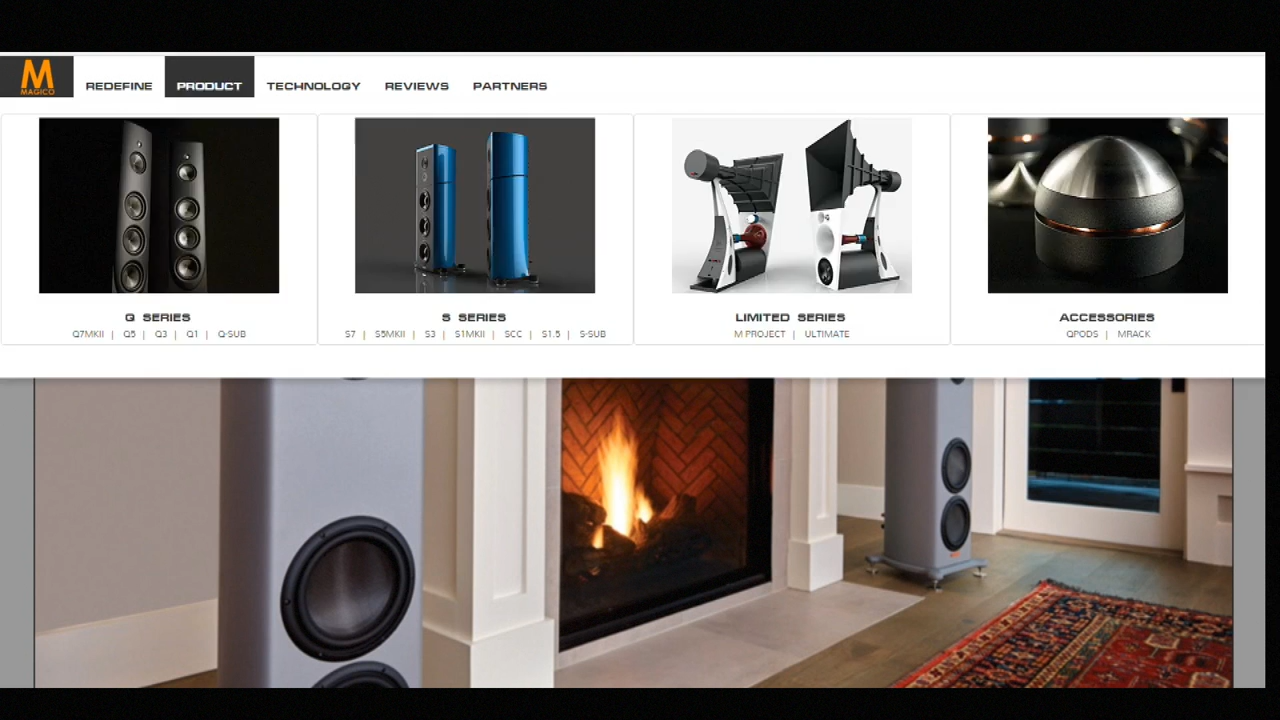 M
MAGICO
REDEFINE PRODUCT TECHNOLOGY REVIEWS PARTNERS
Q SERIES
Q7MKII | Q5 | Q3 | Q1 | Q-SUB
S SERIES
S7 | S5MKII | S3 | S1MKII | SCC | S1.5 | S-SUB
LIMITED SERIES
M PROJECT | ULTIMATE
ACCESSORIES
QPODS | MRACK